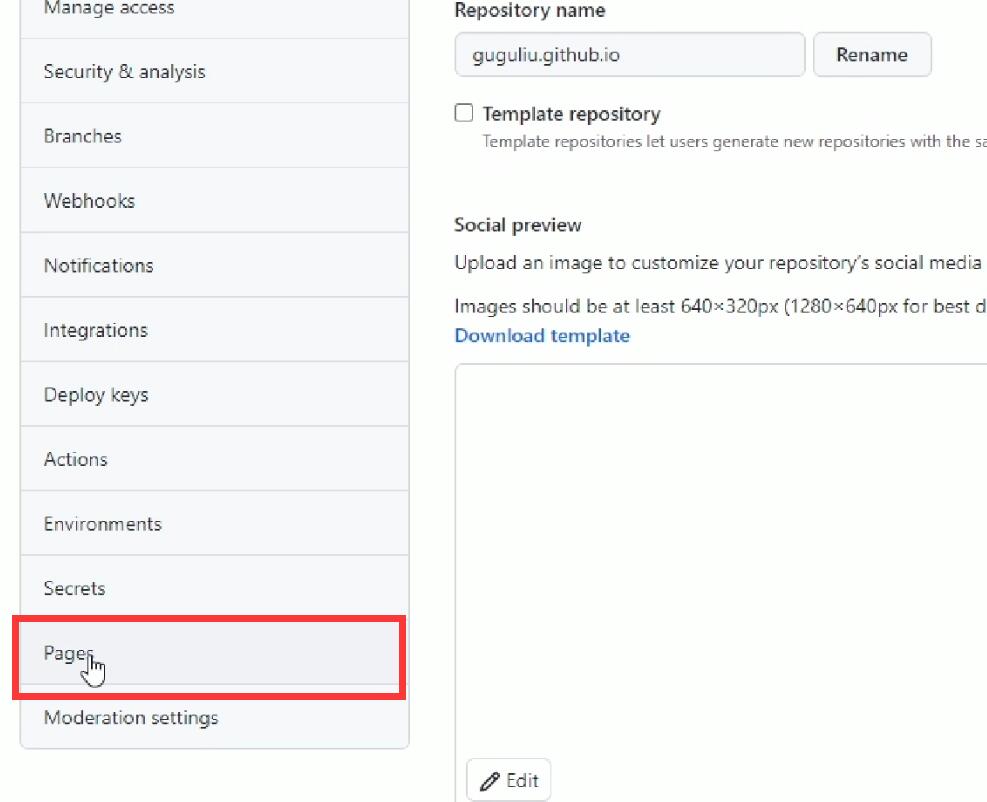 Manage access
Security & analysis
Branches
Webhooks
Notifications
Integrations
Deploy keys
Actions
Environments
Secrets
Pages
Moderation settings
Repository name
guguliu.github.io
Rename
Template repository
Template repositories let users generate new repositories with the sa
Social preview
Upload an image to customize your repository's social media
Images should be at least 640×320px (1280×640px for best d
Download template
Edit